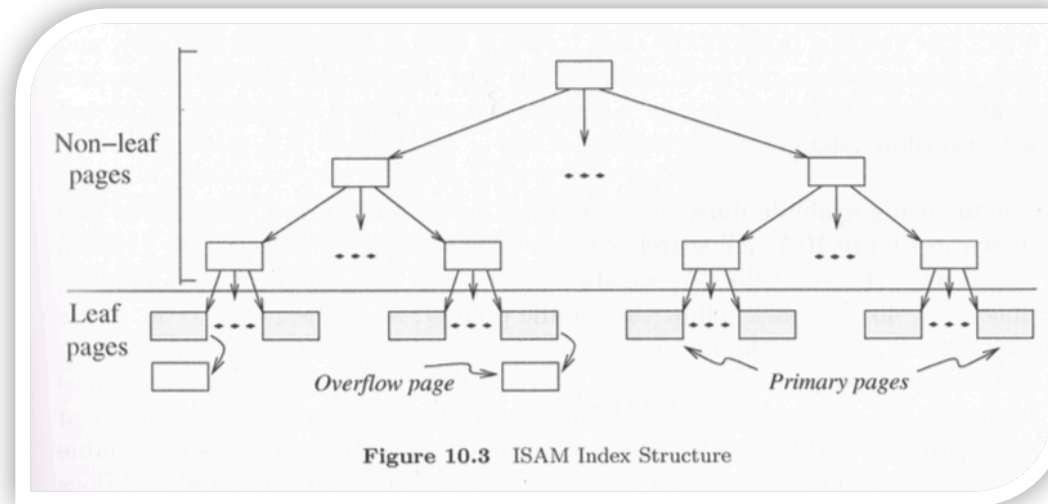 Non-leaf
pages
Leaf
pages
Overflow page
Primary pages
Figure 10.3 ISAM Index Structure